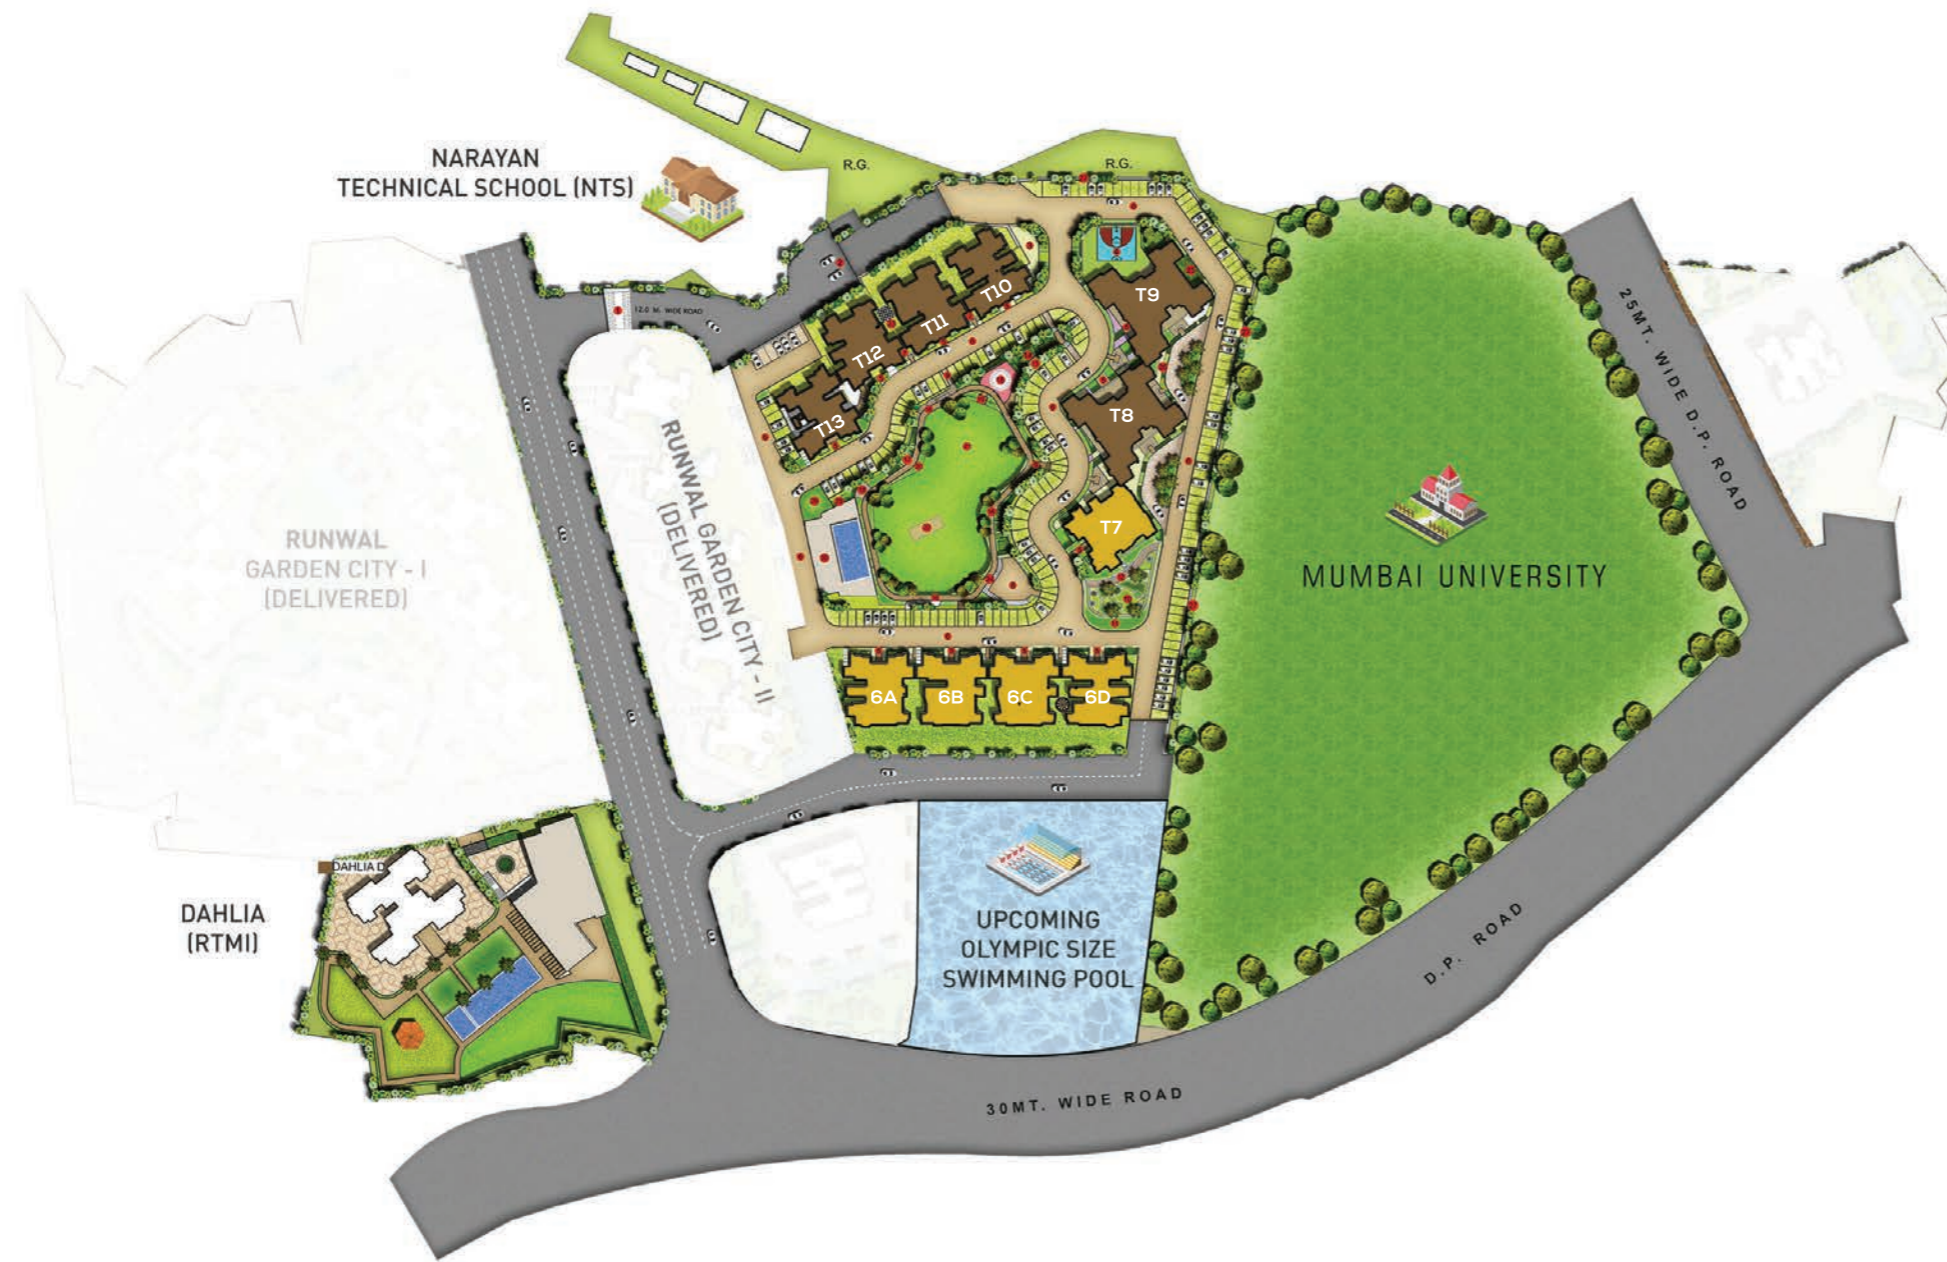 R.G.
R.G.
NARAYAN
TECHNICAL SCHOOL (NTS)
12.0 M. WIDE ROAD
T10
T9
T11
T12
T13
T8
T7
25MT. WIDE D.P. ROAD
RUNWAL
GARDEN CITY - I
(DELIVERED)
RUNWAL GARDEN CITY - II
(DELIVERED)
MUMBAI UNIVERSITY
6A
6B
6C
6D
DAHLIA D
DAHLIA
(RTMI)
UPCOMING
OLYMPIC SIZE
SWIMMING POOL
D.P. ROAD
30MT. WIDE ROAD